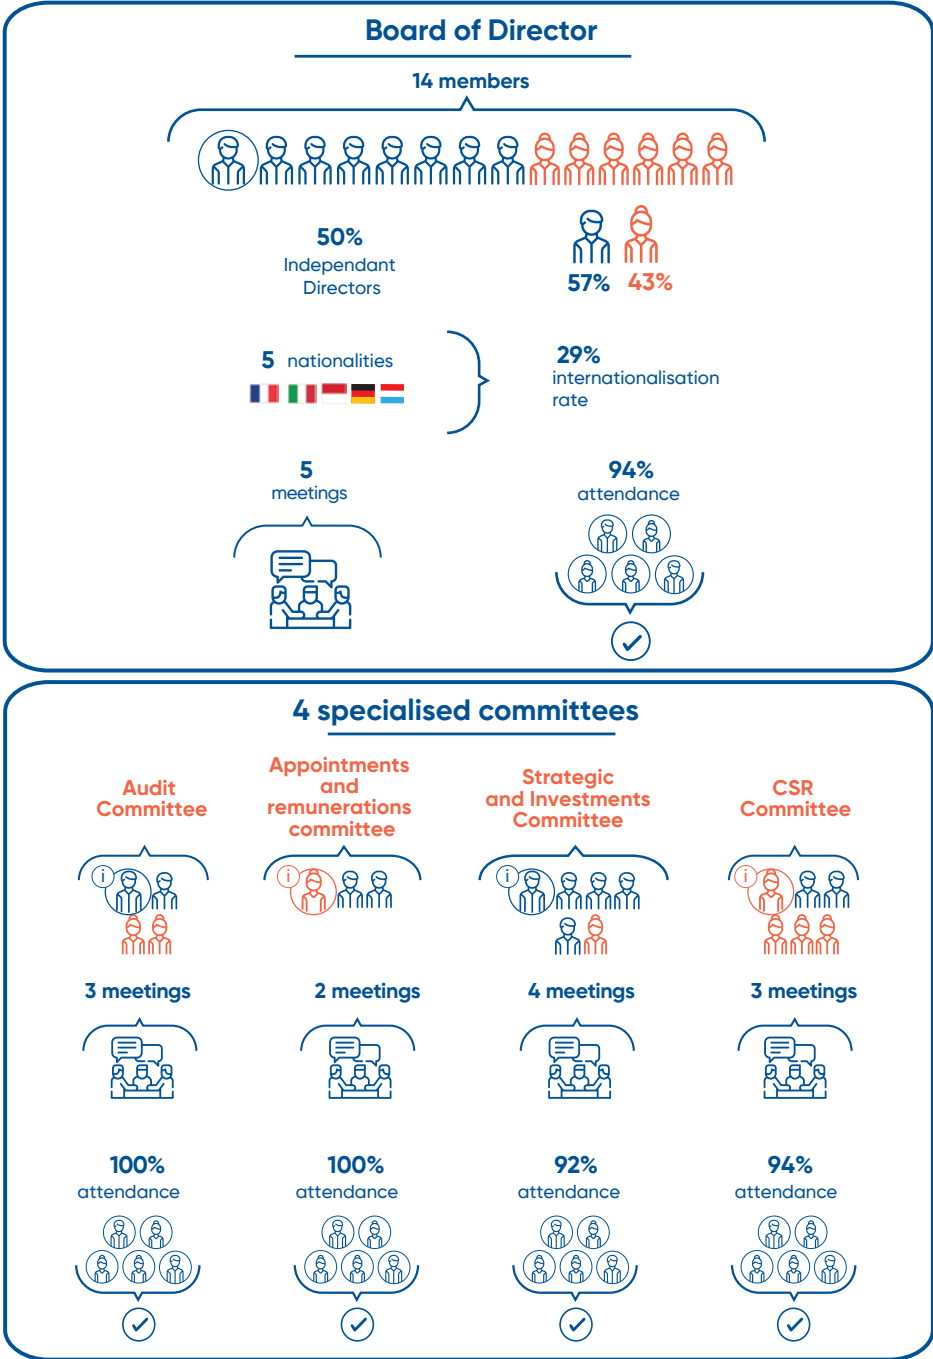 Board of Director
14 members
50%
Independant
Directors
57% 43%
5 nationalities
29%
internationalisation
rate
5
meetings
94%
attendance
4 specialised committees
Audit
Committee
Appointments
and
remunerations
committee
Strategic
and Investments
Committee
CSR
Committee
i
i
i
i
3 meetings
2 meetings
4 meetings
3 meetings
100%
attendance
100%
attendance
92%
attendance
94%
attendance